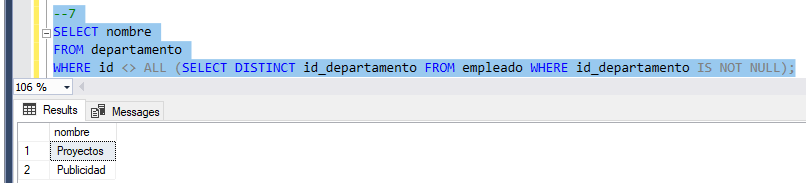 --7
SELECT nombre
FROM departamento
WHERE id <> ALL (SELECT DISTINCT id_departamento FROM empleado WHERE id_departamento IS NOT NULL);
106 %
Results Messages
nombre
1 Proyectos
2 Publicidad